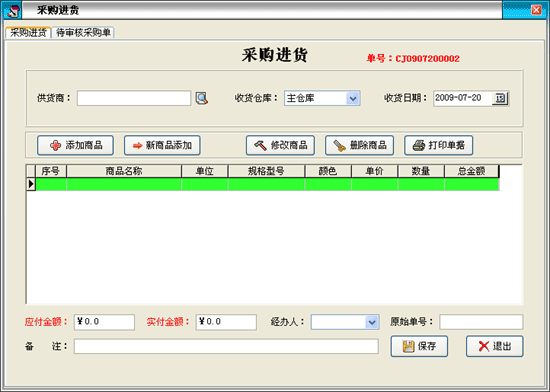 采购进货
采购进货 待审核采购单
采购进货 单号：CJ0907200002
供货商： 收货仓库： 主仓库 收货日期： 2009-07-20 15
添加商品 新商品添加 修改商品 删除商品 打印单据
序号 商品名称 单位 规格型号 颜色 单价 数量 总金额
应付金额： ¥0.0 实付金额： ¥0.0 经办人： 原始单号：
备 注： 保存 退出